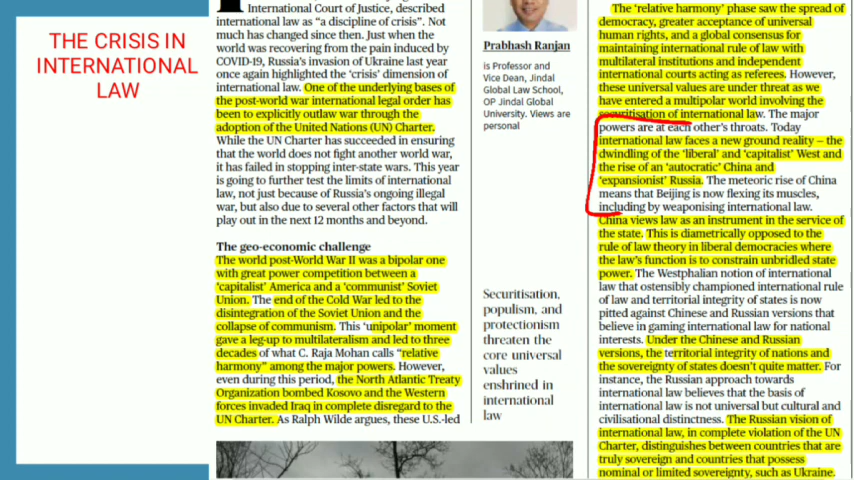 THE CRISIS IN
INTERNATIONAL
LAW
International Court of Justice, described
international law as “a discipline of crisis”. Not
much has changed since then. Just when the
world was recovering from the pain induced by
COVID-19, Russia’s invasion of Ukraine last year
once again highlighted the ‘crisis’ dimension of
international law. One of the underlying bases of
the post-war international legal order has
been to explicitly outlaw war through the
adoption of the United Nations (UN) Charter.
While the UN Charter has succeeded in ensuring
that the world does not fight another world war,
it has failed in stopping inter-state wars. This year
is going to further test the limits of international
law, not just because of Russia’s ongoing illegal
war, but also due to several other factors that will
play out in the next 12 months and beyond.
The geo-economic challenge
The world post-World War II was a bipolar one
with great power competition between a
‘capitalist’ America and a ‘communist’ Soviet
Union. The end of the Cold War led to the
disintegration of the Soviet Union and the
collapse of communism. This ‘unipolar’ moment
gave a leg-up to multilateralism and led to three
decades of what C. Raja Mohan calls “relative
harmony” among the major powers. However,
even during this period, the North Atlantic Treaty
Organization bombed Kosovo and the Western
forces invaded Iraq in complete disregard to the
UN Charter. As Ralph Wilde argues, these U.S.-led
Prabhash Ranjan
is Professor and
Vice Dean, Jindal
Global Law School,
OP Jindal Global
University. Views are
personal
Securitisation,
populism, and
protectionism
threaten the
core universal
values
enshrined in
international
law
The ‘relative harmony’ phase saw the spread of
democracy, greater acceptance of universal
human rights, and a global consensus for
maintaining international rule of law with
multilateral institutions and independent
international courts acting as referees. However,
these universal values are under threat as we
have entered a multipolar world involving the
securitisation of international law. The major
powers are at each other’s throats. Today
international law faces a new ground reality — the
dwindling of the ‘liberal’ and ‘capitalist’ West and
the rise of an ‘autocratic’ China and
‘expansionist’ Russia. The meteoric rise of China
means that Beijing is now flexing its muscles,
including by weaponising international law.
China views law as an instrument in the service of
the state. This is diametrically opposed to the
rule of law theory in liberal democracies where
the law’s function is to constrain unbridled state
power. The Westphalian notion of international
law that ostensibly championed international rule
of law and territorial integrity of states is now
pitted against Chinese and Russian versions that
believe in gaming international law for national
interests. Under the Chinese and Russian
versions, the territorial integrity of nations and
the sovereignty of states doesn’t quite matter. For
instance, the Russian approach towards
international law believes that the basis of
international law is not universal but cultural and
civilisational distinctness. The Russian vision of
international law, in complete violation of the UN
Charter, distinguishes between countries that are
truly sovereign and countries that possess
nominal or limited sovereignty, such as Ukraine.